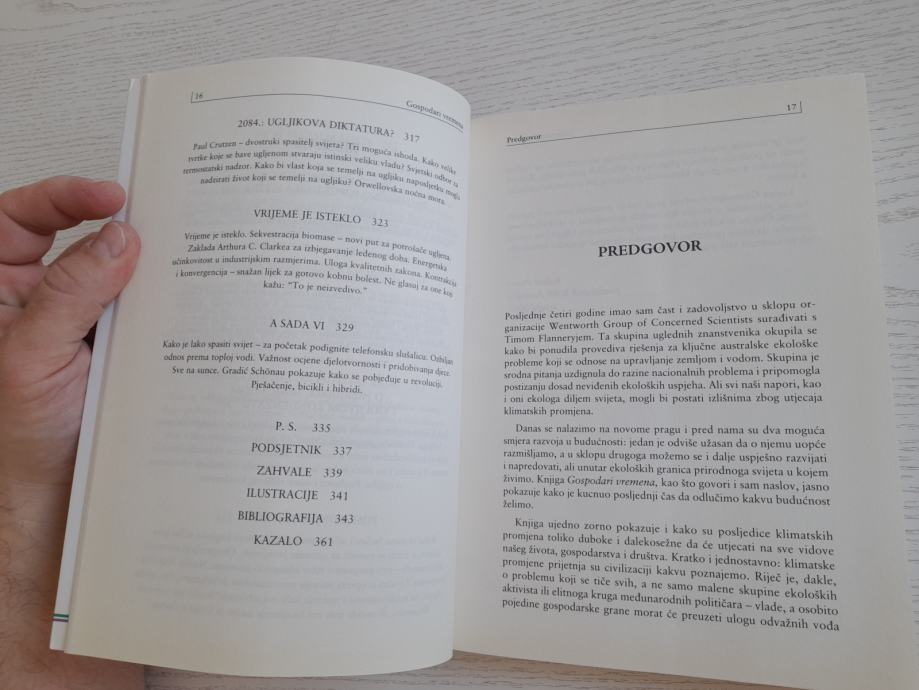 16
Gospodari vremena
2084.: UGLJIKOVA DIKTATURA? 317
Paul Crutzen – dvostruki spasitelj svijeta? Tri moguća ishoda. Kako velike
tvrtke koje se bave ugljenom stvaraju istinski veliku vladu? Svjetski odbor za
termostatski nadzor. Kako bi vlast koja se temelji na ugljiku naposljetku mogla
nadzirati život koji se temelji na ugljiku? Orwellovska noćna mora.
VRIJEME JE ISTEKLO 323
Vrijeme je isteklo. Sekvestracija biomase – novi put za potrošače ugljena.
Zaklada Arthura C. Clarkea za izbjegavanje ledenog doba. Energetska
učinkovitost u industrijskim razmjerima. Uloga kvalitetnih zakona. Kontrakcija
i konvergencija – snažan lijek za gotovo kobnu bolest. Ne glasuj za one koji
kažu: “To je neizvedivo.”
A SADA VI 329
Kako je lako spasiti svijet – za početak podignite telefonsku slušalicu. Ozbiljan
odnos prema toploj vodi. Važnost ocjene djelotvornosti i pridobivanja djece.
Sve na sunce. Gradić Schönau pokazuje kako se pobjeđuje u revoluciji.
Pješačenje, bicikli i hibridi.
P. S. 335
PODSJETNIK 337
ZAHVALE 339
ILUSTRACIJE 341
BIBLIOGRAFIJA 343
KAZALO 361
Predgovor
17
PREDGOVOR
Posljednje četiri godine imao sam čast i zadovoljstvo u sklopu or-
ganizacije Wentworth Group of Concerned Scientists surađivati s
Timom Flanneryjem. Ta skupina uglednih znanstvenika okupila se
kako bi ponudila provediva rješenja za ključne australske ekološke
probleme koji se odnose na upravljanje zemljom i vodom. Skupina je
srodna pitanja uzdignula do razine nacionalnih problema i pripomogla
postizanju dosad neviđenih ekoloških uspjeha. Ali svi naši napori, kao
i oni ekologa diljem svijeta, mogli bi postati izlišnima zbog utjecaja
klimatskih promjena.
Danas se nalazimo na novome pragu i pred nama su dva moguća
smjera razvoja u budućnosti: jedan je odviše užasan da o njemu uopće
razmišljamo, a u sklopu drugoga možemo se i dalje uspješno razvijati
i napredovati, ali unutar ekoloških granica prirodnoga svijeta u kojem
živimo. Knjiga Gospodari vremena, kao što govori i sam naslov, jasno
pokazuje kako je kucnuo posljednji čas da odlučimo kakvu budućnost
želimo.
Knjiga ujedno zorno pokazuje i kako su posljedice klimatskih
promjena toliko duboke i dalekosežne da će utjecati na sve vidove
našeg života, gospodarstva i društva. Kratko i jednostavno: klimatske
promjene prijetnja su civilizaciji kakvu poznajemo. Riječ je, dakle,
o problemu koji se tiče svih, a ne samo malene skupine ekoloških
aktivista ili elitnoga kruga međunarodnih političara – vlade, a osobito
pojedine gospodarske grane morat će preuzeti ulogu odvažnih vođa